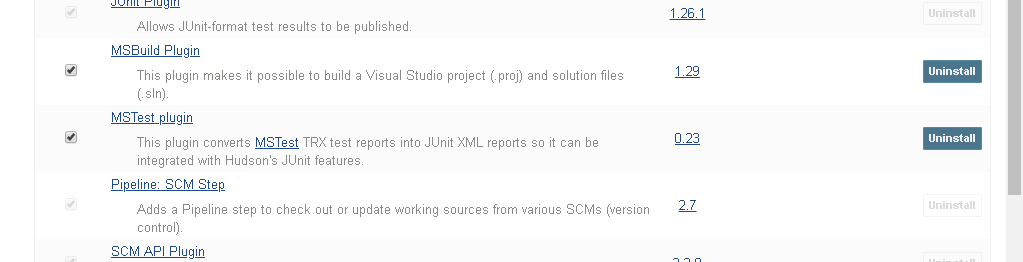 JUnit Plugin
1.26.1
Uninstall
Allows JUnit-format test results to be published.
MSBuild Plugin
This plugin makes it possible to build a Visual Studio project (.proj) and solution files
(.sln).
1.29
Uninstall
MSTest plugin
This plugin converts MSTest TRX test reports into JUnit XML reports so it can be
integrated with Hudson's JUnit features.
0.23
Uninstall
Pipeline: SCM Step
Adds a Pipeline step to check out or update working sources from various SCMs (version
control).
2.7
Uninstall
SCM API Plugin